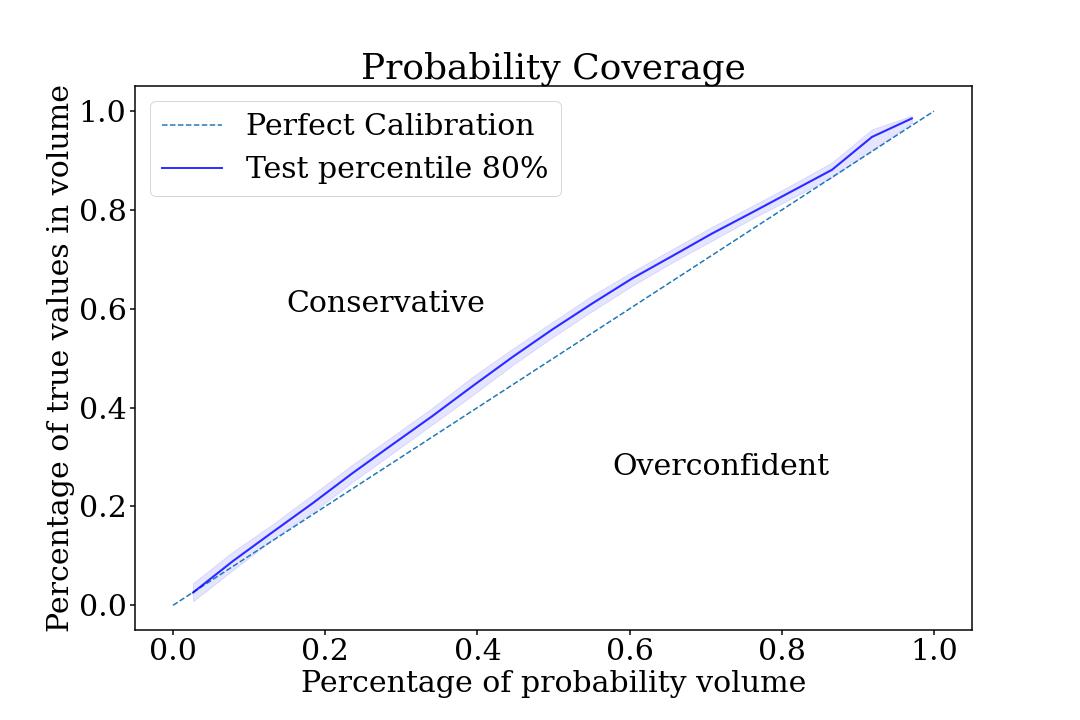 Probability Coverage
Perfect Calibration
Test percentile 80%
Conservative
Overconfident
Percentage of true values in volume
1.0
0.8
0.6
0.4
0.2
0.0
0.0 0.2 0.4 0.6 0.8 1.0
Percentage of probability volume